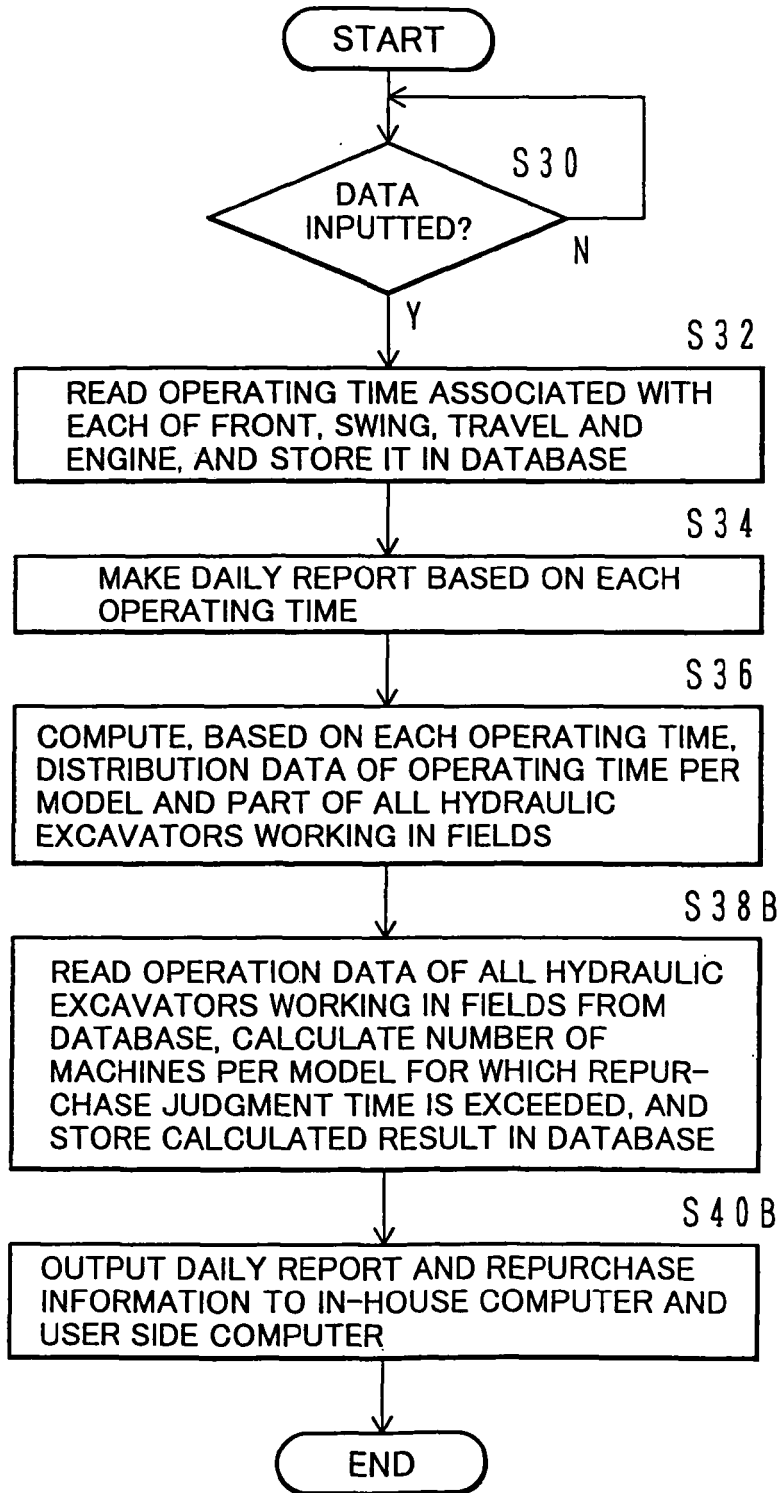 START
S30
DATA
INPUTTED?
N
Y
S32
READ OPERATING TIME ASSOCIATED WITH
EACH OF FRONT, SWING, TRAVEL AND
ENGINE, AND STORE IT IN DATABASE
S34
MAKE DAILY REPORT BASED ON EACH
OPERATING TIME
S36
COMPUTE, BASED ON EACH OPERATING TIME,
DISTRIBUTION DATA OF OPERATING TIME PER
MODEL AND PART OF ALL HYDRAULIC
EXCAVATORS WORKING IN FIELDS
S38B
READ OPERATION DATA OF ALL HYDRAULIC
EXCAVATORS WORKING IN FIELDS FROM
DATABASE, CALCULATE NUMBER OF
MACHINES PER MODEL FOR WHICH REPUR-
CHASE JUDGMENT TIME IS EXCEEDED, AND
STORE CALCULATED RESULT IN DATABASE
S40B
OUTPUT DAILY REPORT AND REPURCHASE
INFORMATION TO IN-HOUSE COMPUTER AND
USER SIDE COMPUTER
END